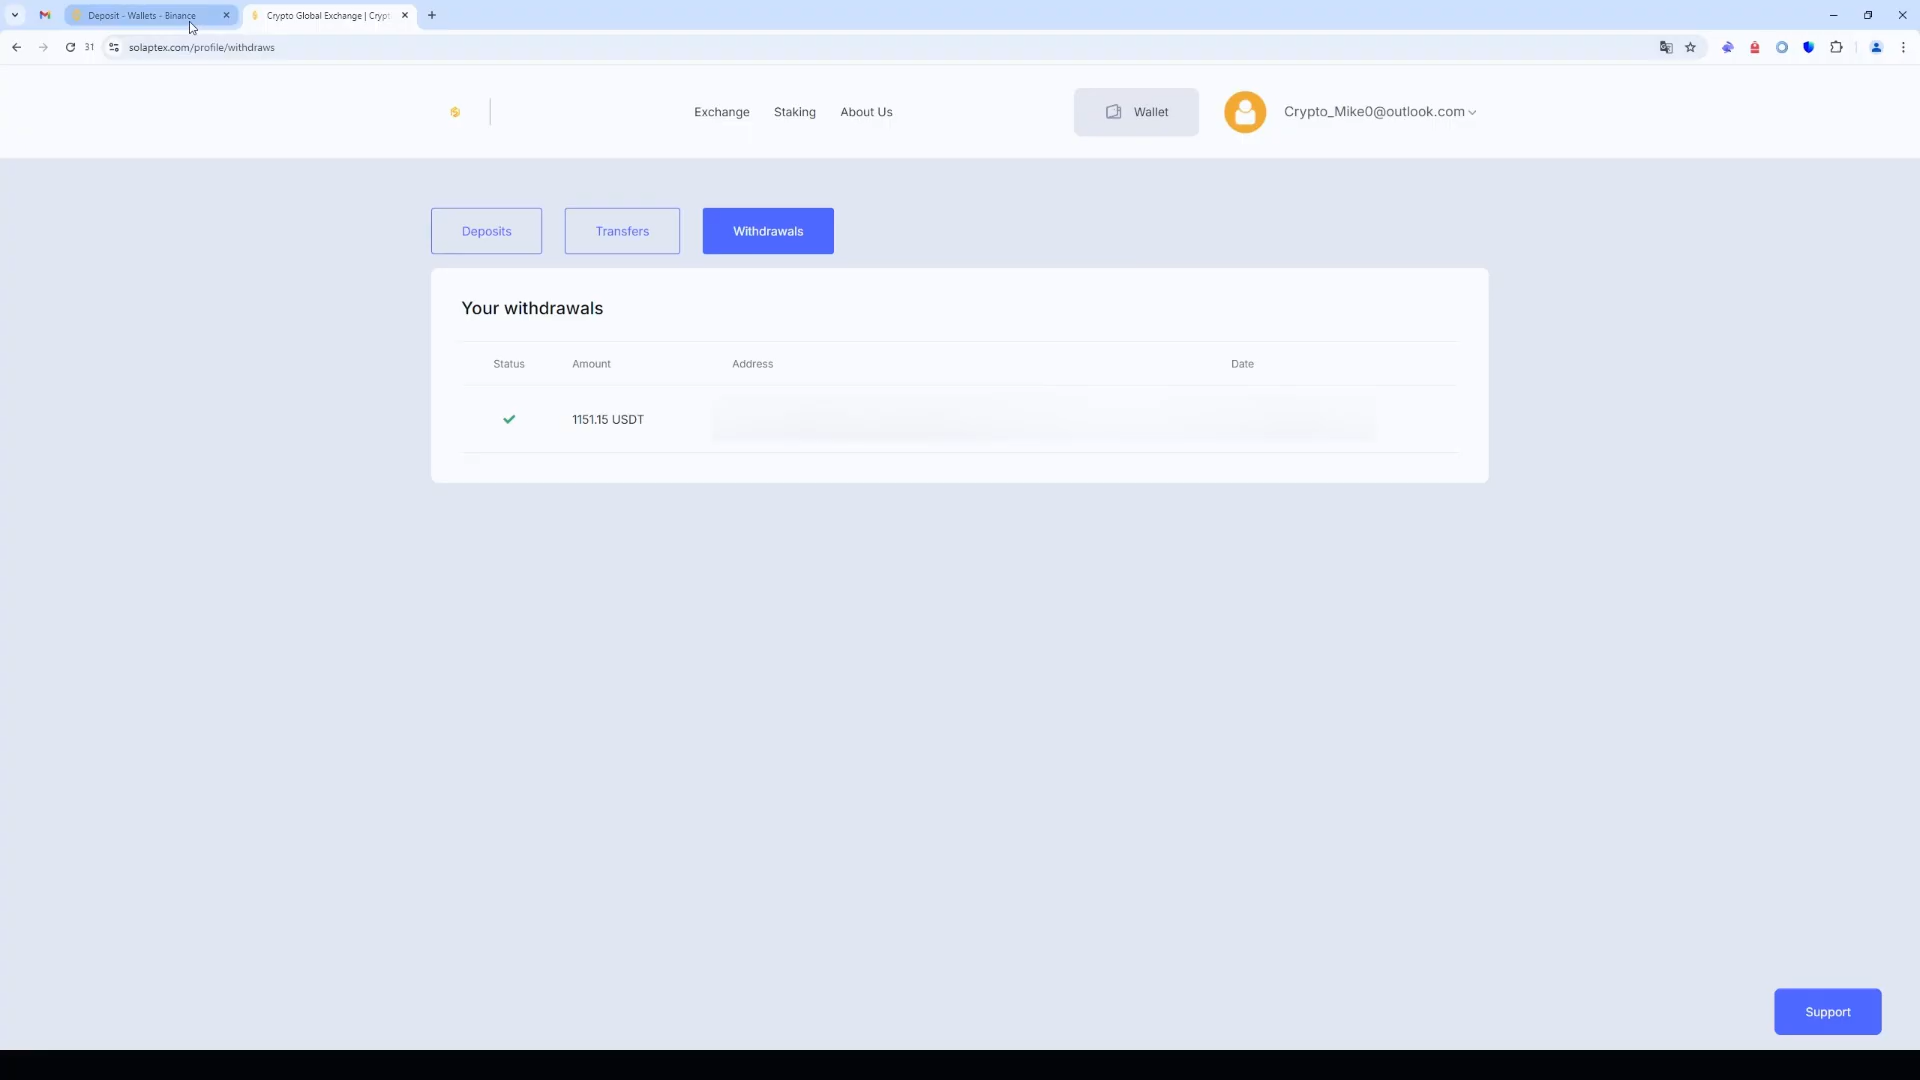 Deposit - Wallets - Binance
Crypto Global Exchange | Crypt
31
solaptex.com/profile/withdraws
Exchange
Staking
About Us
Wallet
Crypto_Mike0@outlook.com
Deposits
Transfers
Withdrawals
Your withdrawals
Status
Amount
Address
Date
1151.15 USDT
Support